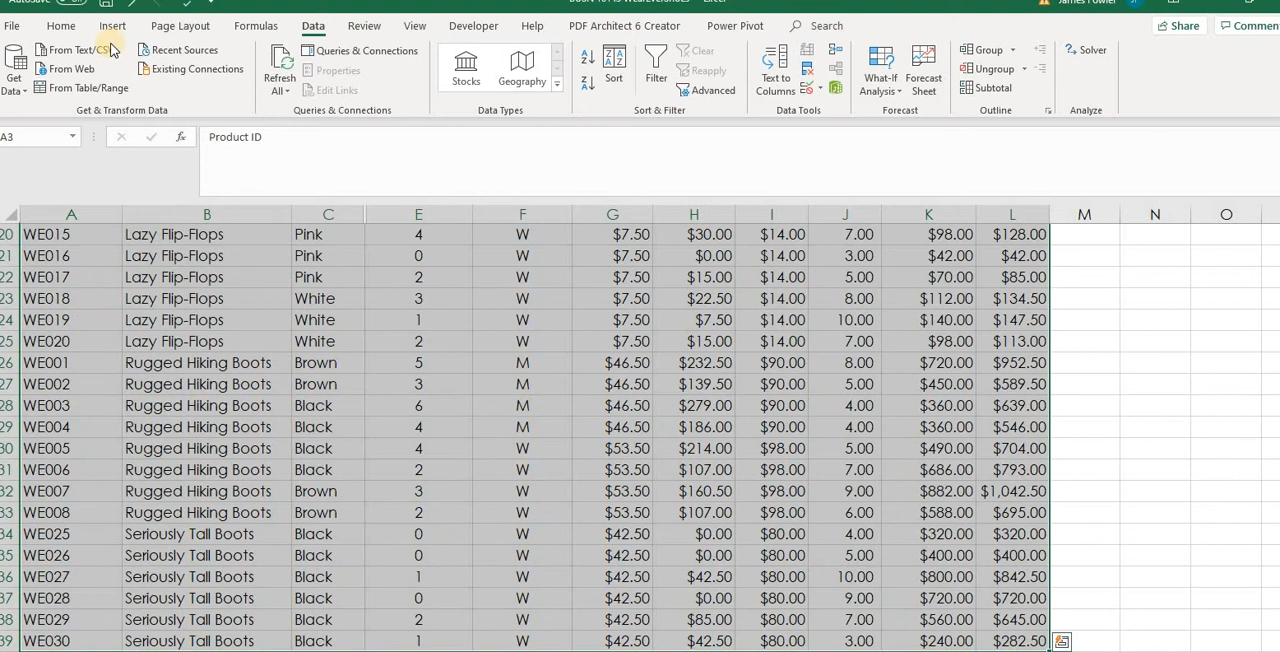 File Home Insert Page Layout Formulas Data Review View Developer Help PDF Architect 6 Creator Power Pivot Search Share
From Text/CSV Recent Sources Queries & Connections Clear Group Solver
Get Data From Web Existing Connections Refresh All Properties Stocks Geography Sort Filter Reapply Text to Columns What-If Analysis Forecast Sheet Ungroup
From Table/Range Edit Links Advanced Subtotal
Get & Transform Data Queries & Connections Data Types Sort & Filter Data Tools Forecast Outline Analyze
A3 fx Product ID
A B C E F G H I J K L M N O
20 WE015 Lazy Flip-Flops Pink 4 W $7.50 $30.00 $14.00 7.00 $98.00 $128.00
21 WE016 Lazy Flip-Flops Pink 0 W $7.50 $0.00 $14.00 3.00 $42.00 $42.00
22 WE017 Lazy Flip-Flops Pink 2 W $7.50 $15.00 $14.00 5.00 $70.00 $85.00
23 WE018 Lazy Flip-Flops White 3 W $7.50 $22.50 $14.00 8.00 $112.00 $134.50
24 WE019 Lazy Flip-Flops White 1 W $7.50 $7.50 $14.00 10.00 $140.00 $147.50
25 WE020 Lazy Flip-Flops White 2 W $7.50 $15.00 $14.00 7.00 $98.00 $113.00
26 WE001 Rugged Hiking Boots Brown 5 M $46.50 $232.50 $90.00 8.00 $720.00 $952.50
27 WE002 Rugged Hiking Boots Brown 3 M $46.50 $139.50 $90.00 5.00 $450.00 $589.50
28 WE003 Rugged Hiking Boots Black 6 M $46.50 $279.00 $90.00 4.00 $360.00 $639.00
29 WE004 Rugged Hiking Boots Black 4 M $46.50 $186.00 $90.00 4.00 $360.00 $546.00
30 WE005 Rugged Hiking Boots Black 4 W $53.50 $214.00 $98.00 5.00 $490.00 $704.00
31 WE006 Rugged Hiking Boots Black 2 W $53.50 $107.00 $98.00 7.00 $686.00 $793.00
32 WE007 Rugged Hiking Boots Brown 3 W $53.50 $160.50 $98.00 9.00 $882.00 $1,042.50
33 WE008 Rugged Hiking Boots Brown 2 W $53.50 $107.00 $98.00 6.00 $588.00 $695.00
34 WE025 Seriously Tall Boots Black 0 W $42.50 $0.00 $80.00 4.00 $320.00 $320.00
35 WE026 Seriously Tall Boots Black 0 W $42.50 $0.00 $80.00 5.00 $400.00 $400.00
36 WE027 Seriously Tall Boots Black 1 W $42.50 $42.50 $80.00 10.00 $800.00 $842.50
37 WE028 Seriously Tall Boots Black 0 W $42.50 $0.00 $80.00 9.00 $720.00 $720.00
38 WE029 Seriously Tall Boots Black 2 W $42.50 $85.00 $80.00 7.00 $560.00 $645.00
39 WE030 Seriously Tall Boots Black 1 W $42.50 $42.50 $80.00 3.00 $240.00 $282.50